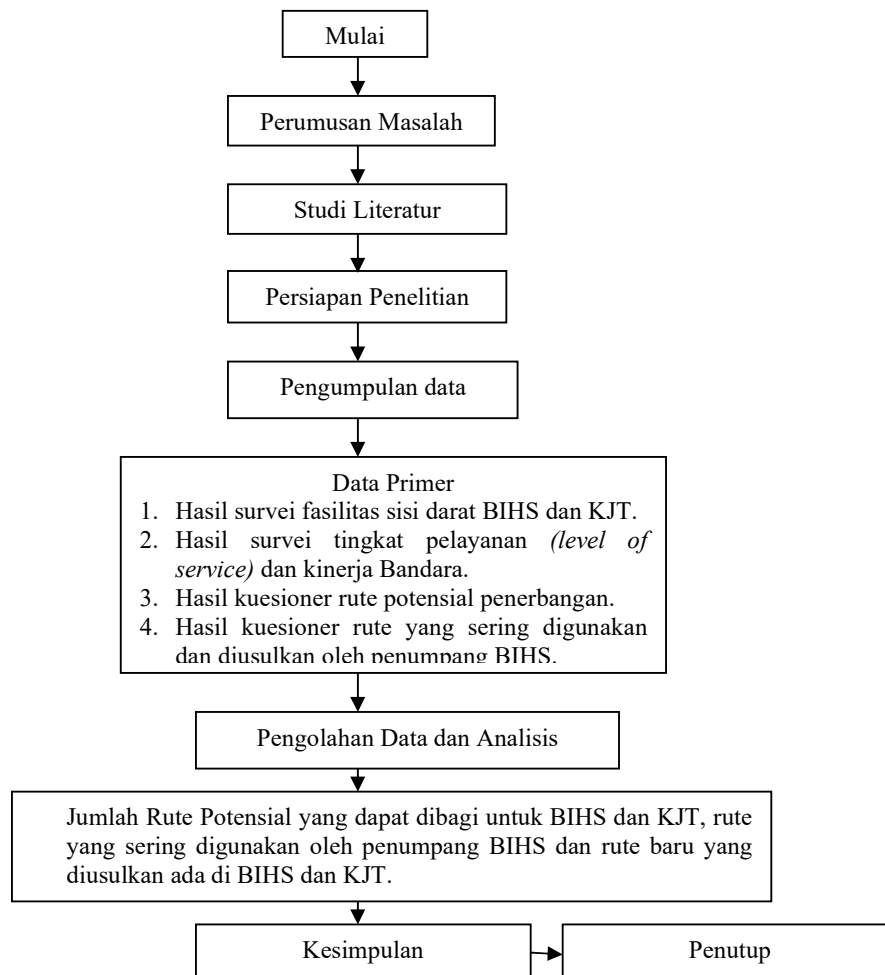 Mulai
Perumusan Masalah
Studi Literatur
Persiapan Penelitian
Pengumpulan data
Data Primer
1. Hasil survei fasilitas sisi darat BIHS dan KJT.
2. Hasil survei tingkat pelayanan (level of
service) dan kinerja Bandara.
3. Hasil kuesioner rute potensial penerbangan.
4. Hasil kuesioner rute yang sering digunakan
dan diusulkan oleh penumpang BIHS.
Pengolahan Data dan Analisis
Jumlah Rute Potensial yang dapat dibagi untuk BIHS dan KJT, rute
yang sering digunakan oleh penumpang BIHS dan rute baru yang
diusulkan ada di BIHS dan KJT.
Kesimpulan
Penutup